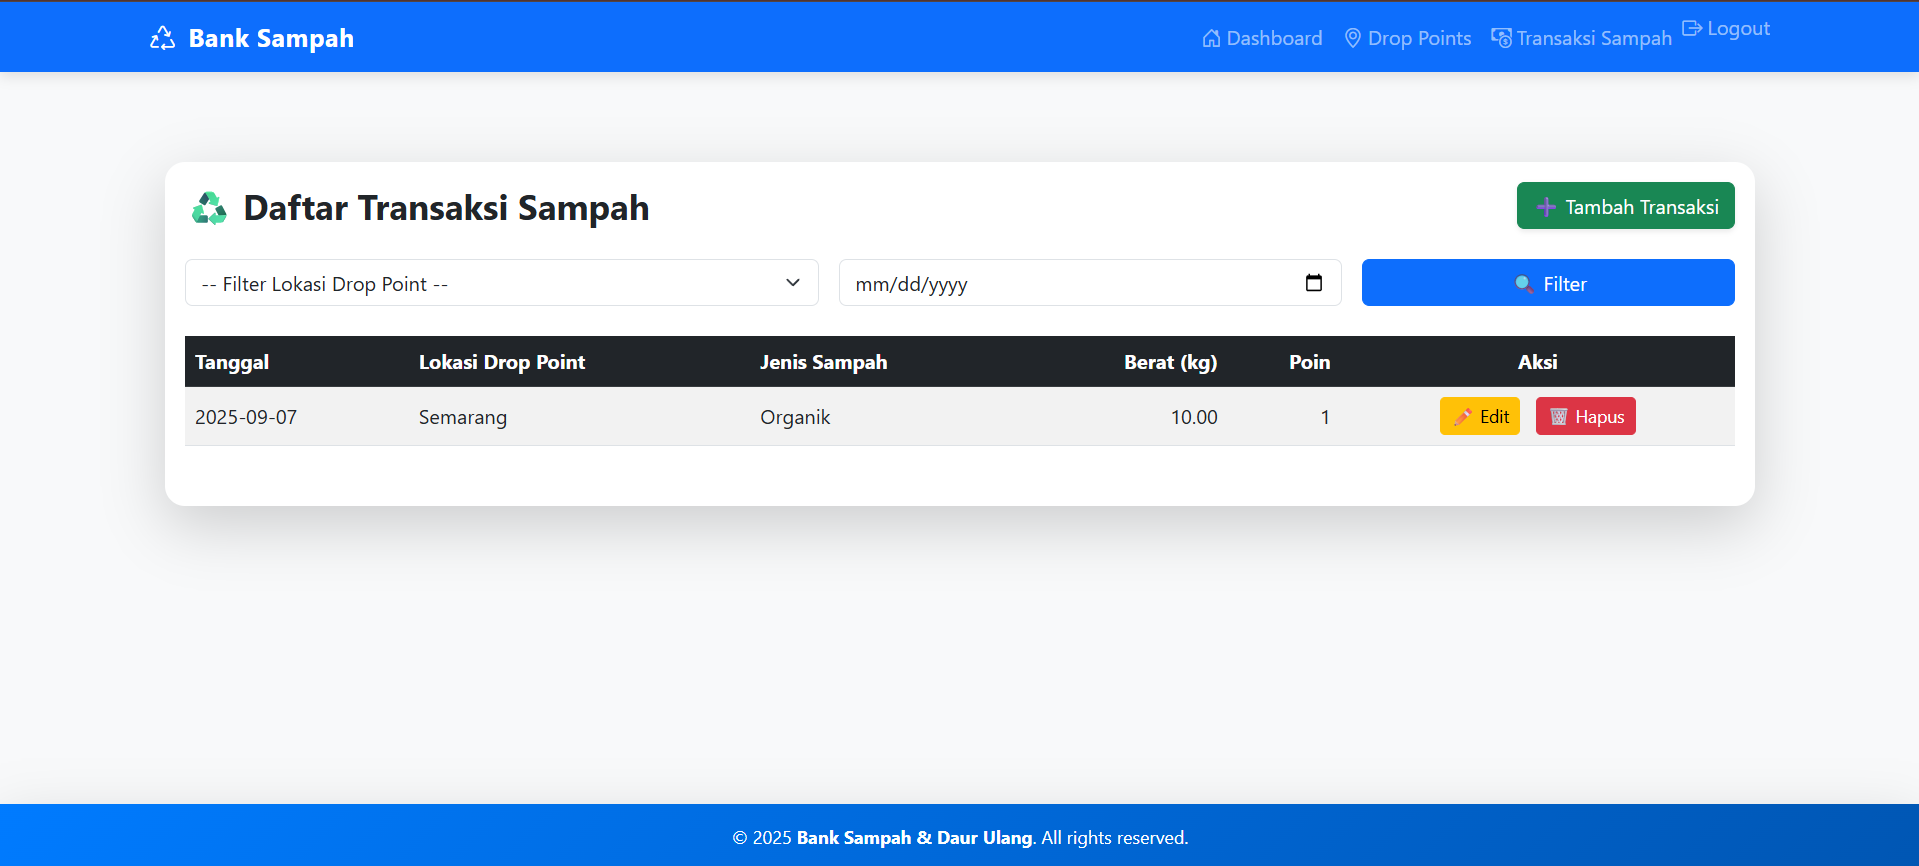 Bank Sampah
Dashboard Drop Points Transaksi Sampah Logout
Daftar Transaksi Sampah
Tambah Transaksi
-- Filter Lokasi Drop Point --
mm/dd/yyyy
Filter
Tanggal Lokasi Drop Point Jenis Sampah Berat (kg) Poin Aksi
2025-09-07 Semarang Organik 10.00 1 Edit Hapus
© 2025 Bank Sampah & Daur Ulang. All rights reserved.